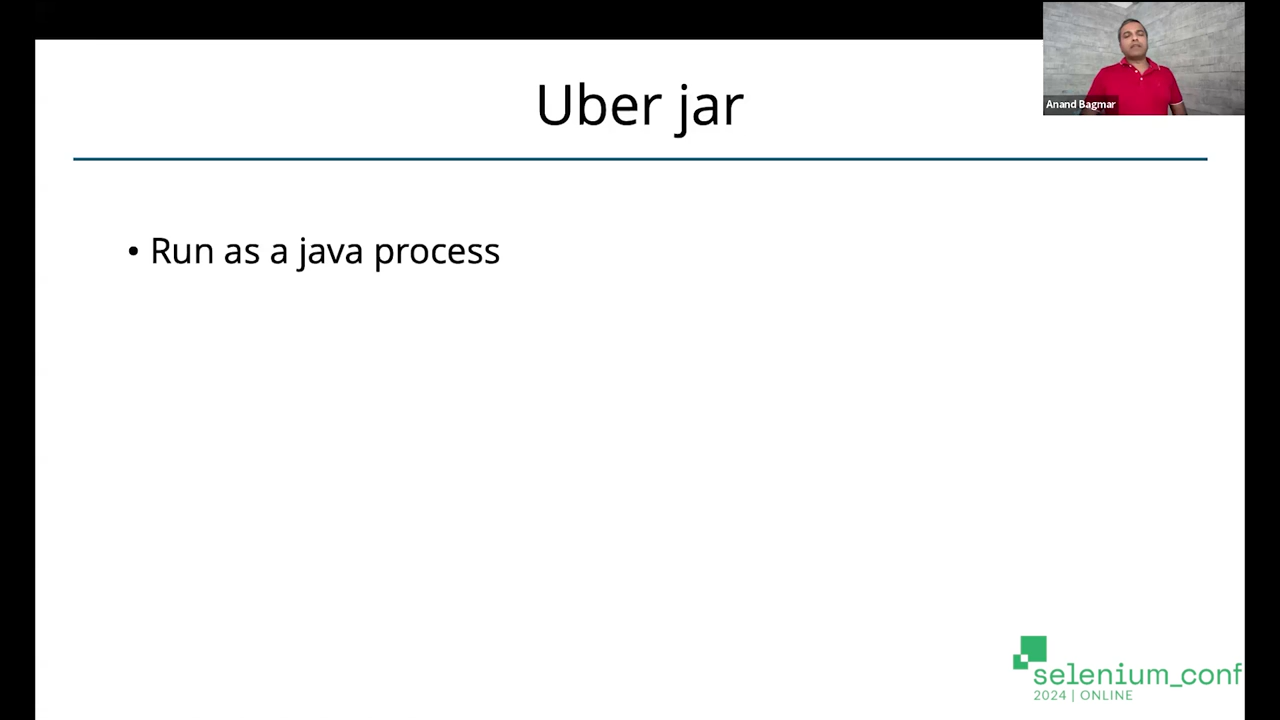 Uber jar
Anand Bagmar
• Run as a java process
selenium_conf
2024 | ONLINE